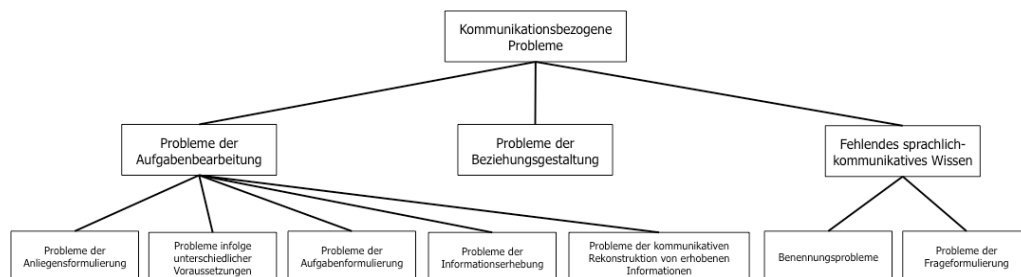 Kommunikationsbezogene
Probleme
Probleme der
Aufgabenbearbeitung
Probleme der
Beziehungsgestaltung
Fehlendes sprachlich-
kommunikatives Wissen
Probleme der
Anliegensformulierung
Probleme infolge
unterschiedlicher
Voraussetzungen
Probleme der
Aufgabenformulierung
Probleme der
Informationserhebung
Probleme der kommunikativen
Rekonstruktion von erhobenen
Informationen
Benennungsprobleme
Probleme der
Frageformulierung